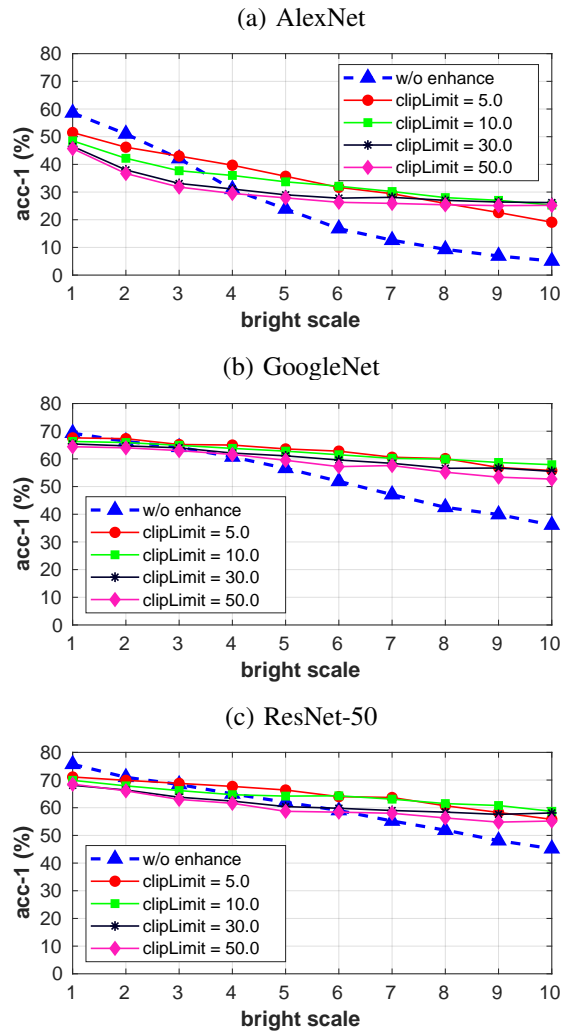 (a) AlexNet
80
70
60
50
40
30
20
10
0
acc-1 (%)
w/o enhance
clipLimit = 5.0
clipLimit = 10.0
clipLimit = 30.0
clipLimit = 50.0
1 2 3 4 5 6 7 8 9 10
bright scale
(b) GoogleNet
80
70
60
50
40
30
20
10
0
acc-1 (%)
w/o enhance
clipLimit = 5.0
clipLimit = 10.0
clipLimit = 30.0
clipLimit = 50.0
1 2 3 4 5 6 7 8 9 10
bright scale
(c) ResNet-50
80
70
60
50
40
30
20
10
0
acc-1 (%)
w/o enhance
clipLimit = 5.0
clipLimit = 10.0
clipLimit = 30.0
clipLimit = 50.0
1 2 3 4 5 6 7 8 9 10
bright scale